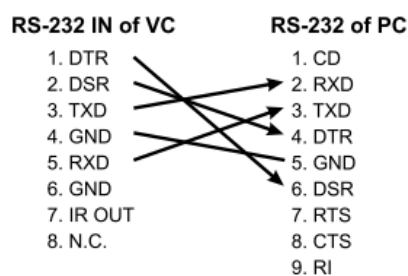 RS-232 IN of VC
1. DTR
2. DSR
3. TXD
4. GND
5. RXD
6. GND
7. IR OUT
8. N.C.
RS-232 of PC
1. CD
2. RXD
3. TXD
4. DTR
5. GND
6. DSR
7. RTS
8. CTS
9. RI